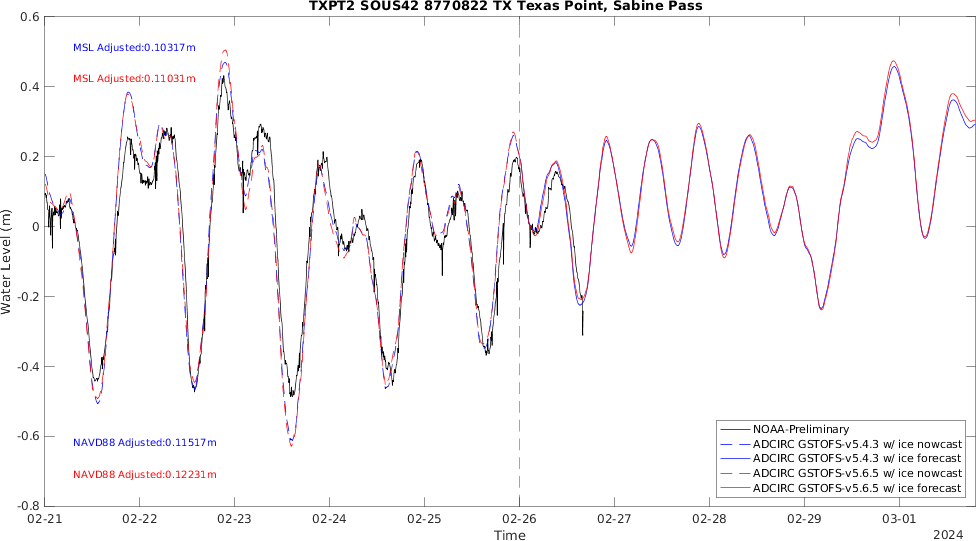 TXPT2 SOUS42 8770822 TX Texas Point, Sabine Pass
0.6
MSL Adjusted:0.10317m
MSL Adjusted:0.11031m
0.4
0.2
0
-0.2
-0.4
-0.6
-0.8
Water Level (m)
NAVD88 Adjusted:0.11517m
NAVD88 Adjusted:0.12231m
NOAA-Preliminary
ADCIRC GSTOFS-v5.4.3 w/ ice nowcast
ADCIRC GSTOFS-v5.4.3 w/ ice forecast
ADCIRC GSTOFS-v5.6.5 w/ ice nowcast
ADCIRC GSTOFS-v5.6.5 w/ ice forecast
02-21 02-22 02-23 02-24 02-25 02-26 02-27 02-28 02-29 03-01
Time
2024